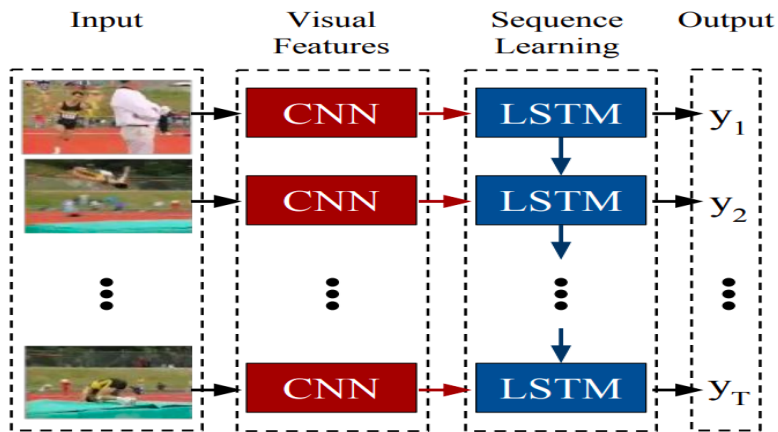 Input
Visual
Features
Sequence
Learning
Output
CNN
LSTM
y1
CNN
LSTM
y2
CNN
LSTM
yT